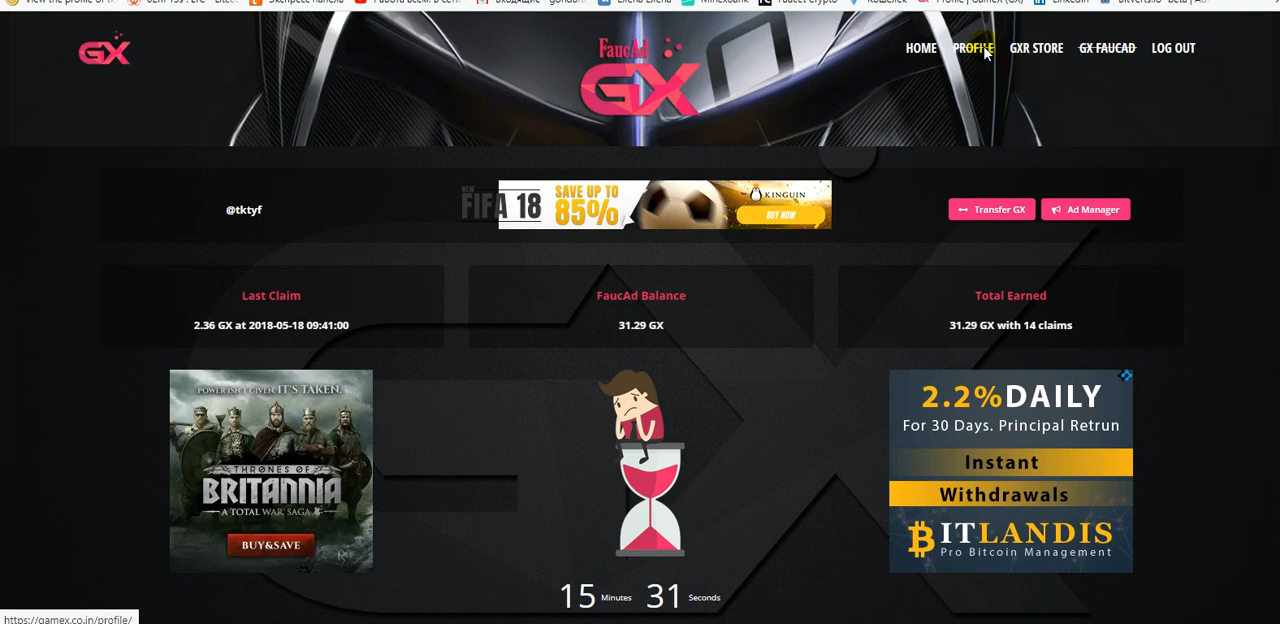 GX
FaucAd
GX
HOME PROFILE GXR STORE GX FAUCAD LOG OUT
@tktyf
NEW
FIFA 18
SAVE UP TO
85%
KINGUIN
BUY NOW
Transfer GX
Ad Manager
Last Claim
2.36 GX at 2018-05-18 09:41:00
FaucAd Balance
31.29 GX
Total Earned
31.29 GX with 14 claims
POWER ISN'T GIVEN. IT'S TAKEN.
THRONES OF
BRITANNIA
A TOTAL WAR SAGA
BUY&SAVE
2.2% DAILY
For 30 Days. Principal Retrun
Instant
Withdrawals
BITLANDIS
Pro Bitcoin Management
15 Minutes 31 Seconds
https://gamex.co.in/profile/